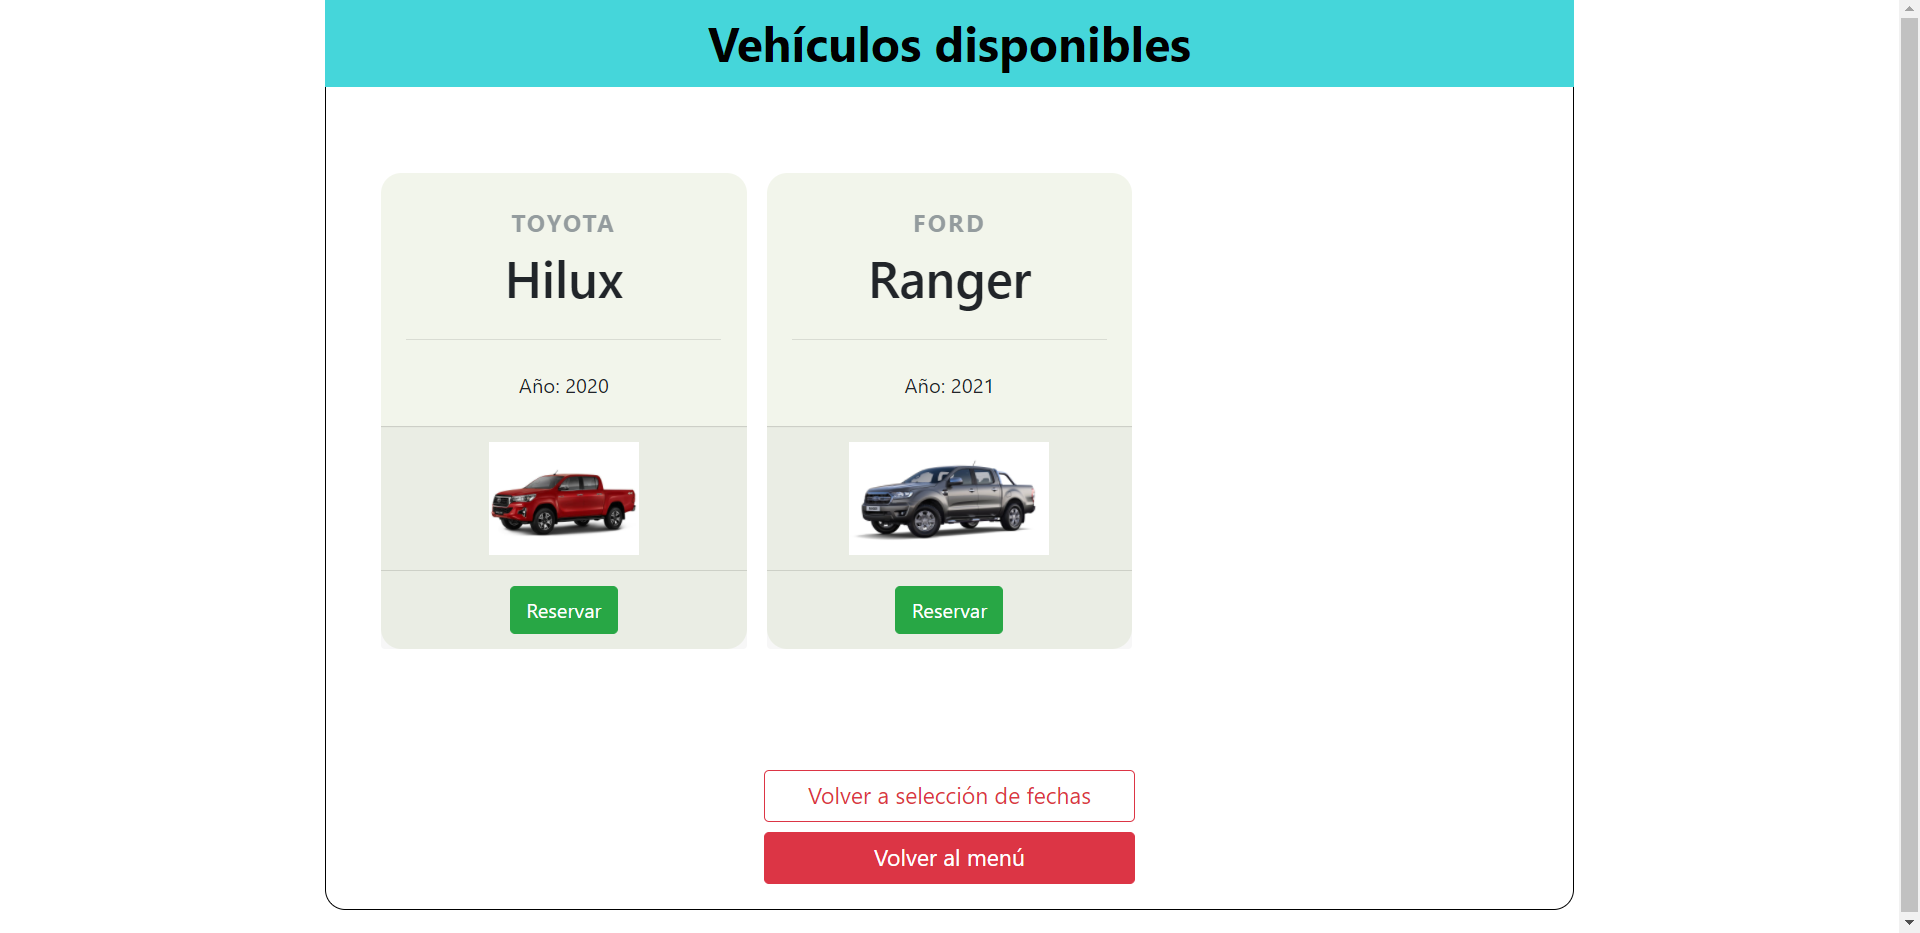 Vehículos disponibles
TOYOTA
Hilux
Año: 2020
Reservar
FORD
Ranger
Año: 2021
Reservar
Volver a selección de fechas
Volver al menú